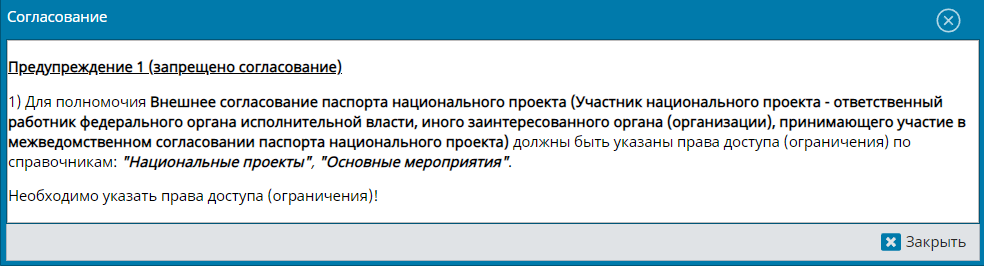 Согласование
Предупреждение 1 (запрещено согласование)
1) Для полномочия Внешнее согласование паспорта национального проекта (Участник национального проекта - ответственный
работник федерального органа исполнительной власти, иного заинтересованного органа (организации), принимающего участие в
межведомственном согласовании паспорта национального проекта) должны быть указаны права доступа (ограничения) по
справочникам: "Национальные проекты", "Основные мероприятия".
Необходимо указать права доступа (ограничения)!
Закрыть